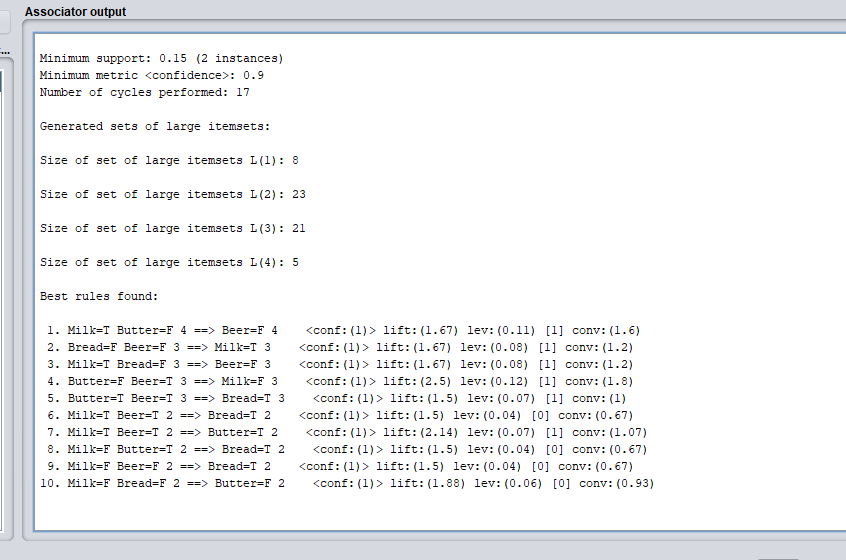 Associator output
...
Minimum support: 0.15 (2 instances)
Minimum metric <confidence>: 0.9
Number of cycles performed: 17
Generated sets of large itemsets:
Size of set of large itemsets L(1): 8
Size of set of large itemsets L(2): 23
Size of set of large itemsets L(3): 21
Size of set of large itemsets L(4): 5
Best rules found:
1. Milk=T Butter=F 4 ==> Beer=F 4    <conf:(1)> lift:(1.67) lev:(0.11) [1] conv:(1.6)
2. Bread=F Beer=F 3 ==> Milk=T 3    <conf:(1)> lift:(1.67) lev:(0.08) [1] conv:(1.2)
3. Milk=T Bread=F 3 ==> Beer=F 3    <conf:(1)> lift:(1.67) lev:(0.08) [1] conv:(1.2)
4. Butter=F Beer=T 3 ==> Milk=F 3    <conf:(1)> lift:(2.5) lev:(0.12) [1] conv:(1.8)
5. Butter=T Beer=T 3 ==> Bread=T 3    <conf:(1)> lift:(1.5) lev:(0.07) [1] conv:(1)
6. Milk=T Beer=T 2 ==> Bread=T 2    <conf:(1)> lift:(1.5) lev:(0.04) [0] conv:(0.67)
7. Milk=T Beer=T 2 ==> Butter=T 2    <conf:(1)> lift:(2.14) lev:(0.07) [1] conv:(1.07)
8. Milk=F Butter=T 2 ==> Bread=T 2    <conf:(1)> lift:(1.5) lev:(0.04) [0] conv:(0.67)
9. Milk=F Beer=F 2 ==> Bread=T 2    <conf:(1)> lift:(1.5) lev:(0.04) [0] conv:(0.67)
10. Milk=F Bread=F 2 ==> Butter=F 2    <conf:(1)> lift:(1.88) lev:(0.06) [0] conv:(0.93)